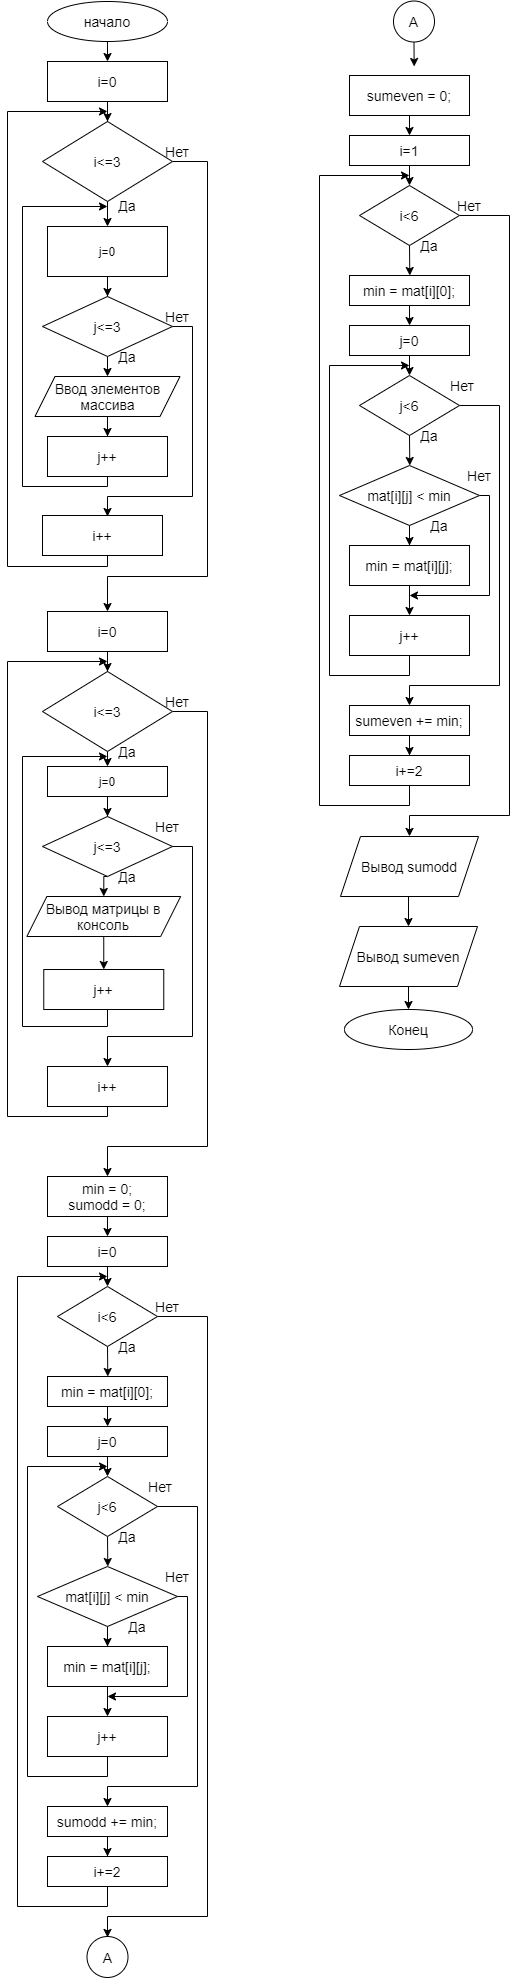 начало
i=0
i<=3
Нет
Да
j=0
j<=3
Нет
Да
Ввод элементов
массива
j++
i++
i=0
i<=3
Нет
Да
j=0
j<=3
Нет
Да
Вывод матрицы в
консоль
j++
i++
min = 0;
sumodd = 0;
i=0
i<6
Нет
Да
min = mat[i][0];
j=0
j<6
Нет
Да
mat[i][j] < min
Нет
Да
min = mat[i][j];
j++
sumodd += min;
i+=2
A
A
sumeven = 0;
i=1
i<6
Нет
Да
min = mat[i][0];
j=0
j<6
Нет
Да
mat[i][j] < min
Нет
Да
min = mat[i][j];
j++
sumeven += min;
i+=2
Вывод sumodd
Вывод sumeven
Конец